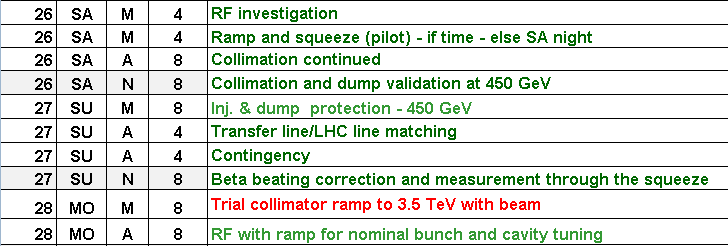 26 SA M 4 RF investigation
26 SA M 4 Ramp and squeeze (pilot) - if time - else SA night
26 SA A 8 Collimation continued
26 SA N 8 Collimation and dump validation at 450 GeV
27 SU M 8 Inj. & dump protection - 450 GeV
27 SU A 4 Transfer line/LHC line matching
27 SU A 4 Contingency
27 SU N 8 Beta beating correction and measurement through the squeeze
28 MO M 8 Trial collimator ramp to 3.5 TeV with beam
28 MO A 8 RF with ramp for nominal bunch and cavity tuning